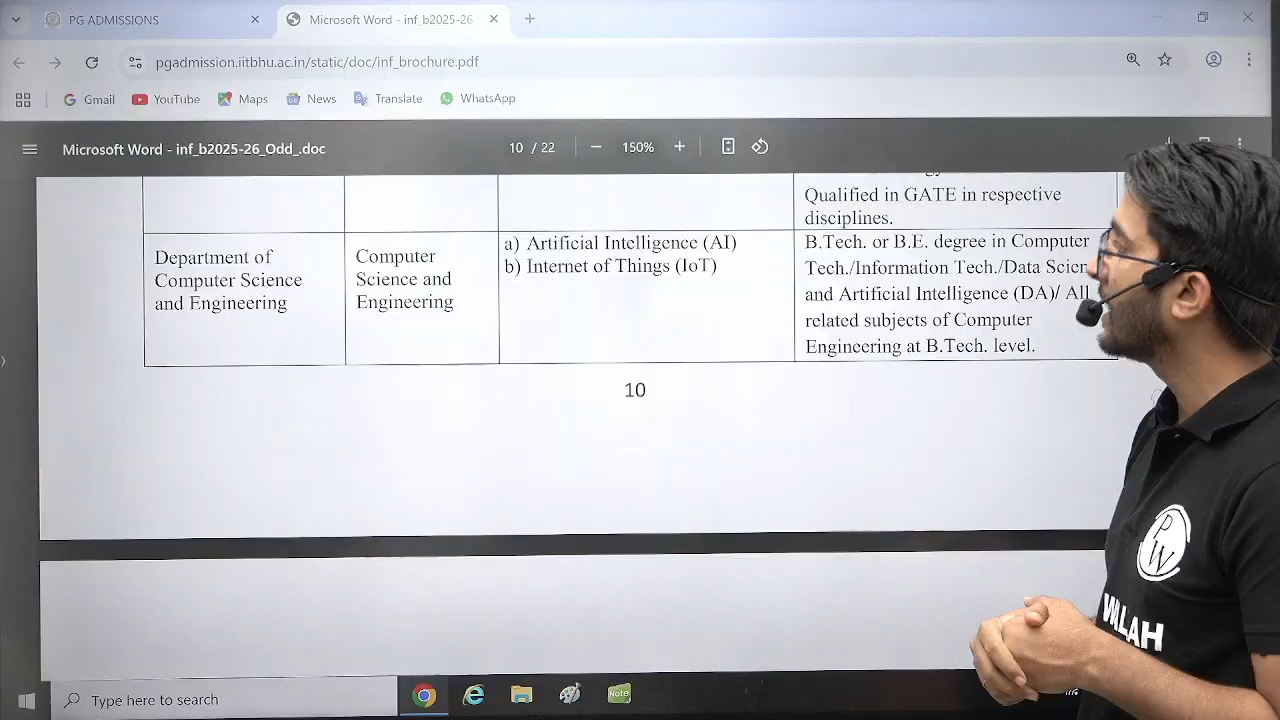 PG ADMISSIONS
Microsoft Word - inf_b2025-26
pgadmission.iitbhu.ac.in/static/doc/inf_brochure.pdf
Gmail
YouTube
Maps
News
Translate
WhatsApp
Microsoft Word - inf_b2025-26_Odd_.doc
10 / 22
150%
Qualified in GATE in respective
disciplines.
Department of
Computer Science
and Engineering
Computer
Science and
Engineering
a) Artificial Intelligence (AI)
b) Internet of Things (IoT)
B.Tech. or B.E. degree in Computer
Tech./Information Tech./Data Scien
and Artificial Intelligence (DA)/ All
related subjects of Computer
Engineering at B.Tech. level.
10
PW
WALLAH
Type here to search
Note